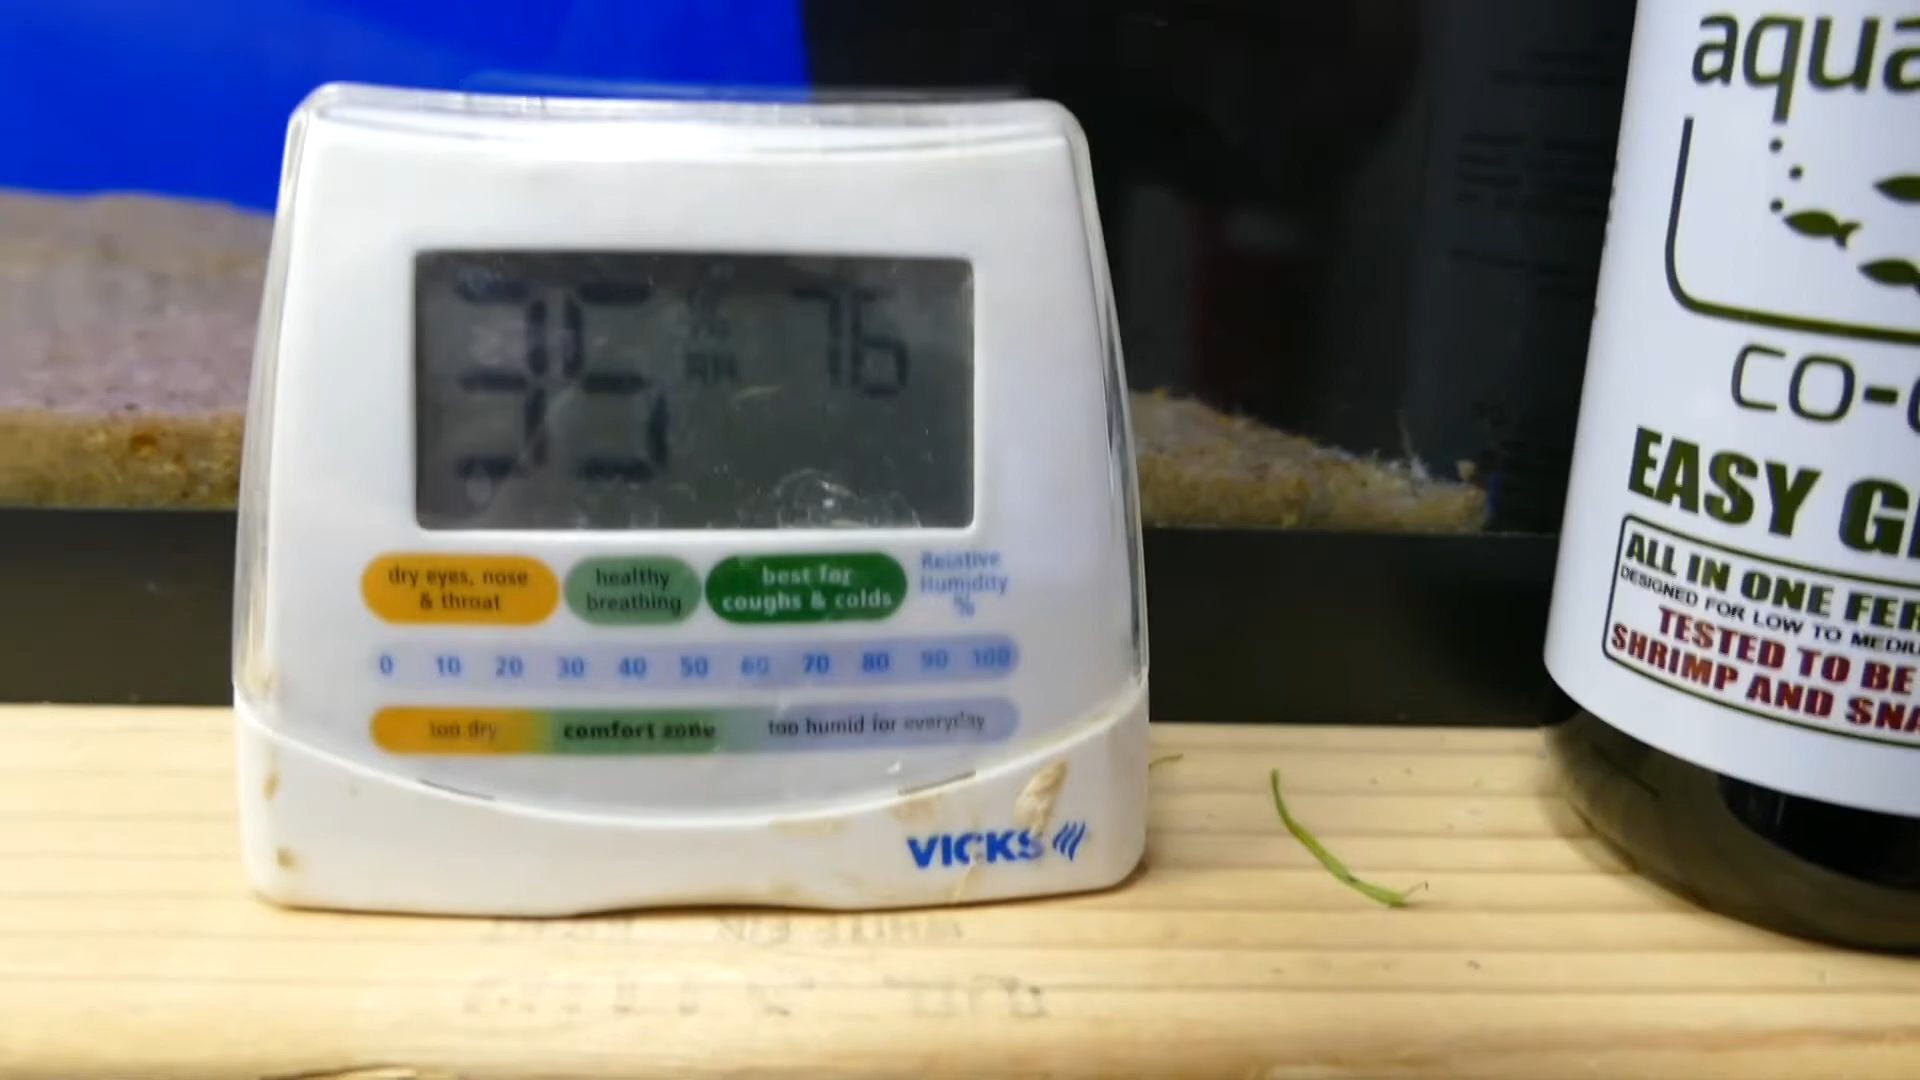 35 % RH 76
dry eyes, nose
& throat
healthy
breathing
best for
coughs & colds
Relative
Humidity
%
0 10 20 30 40 50 60 70 80 90 100
too dry comfort zone too humid for everyday
VICKS
aqua
CO-
EASY G
ALL IN ONE FER
DESIGNED FOR LOW TO MEDIU
TESTED TO BE
SHRIMP AND SNA